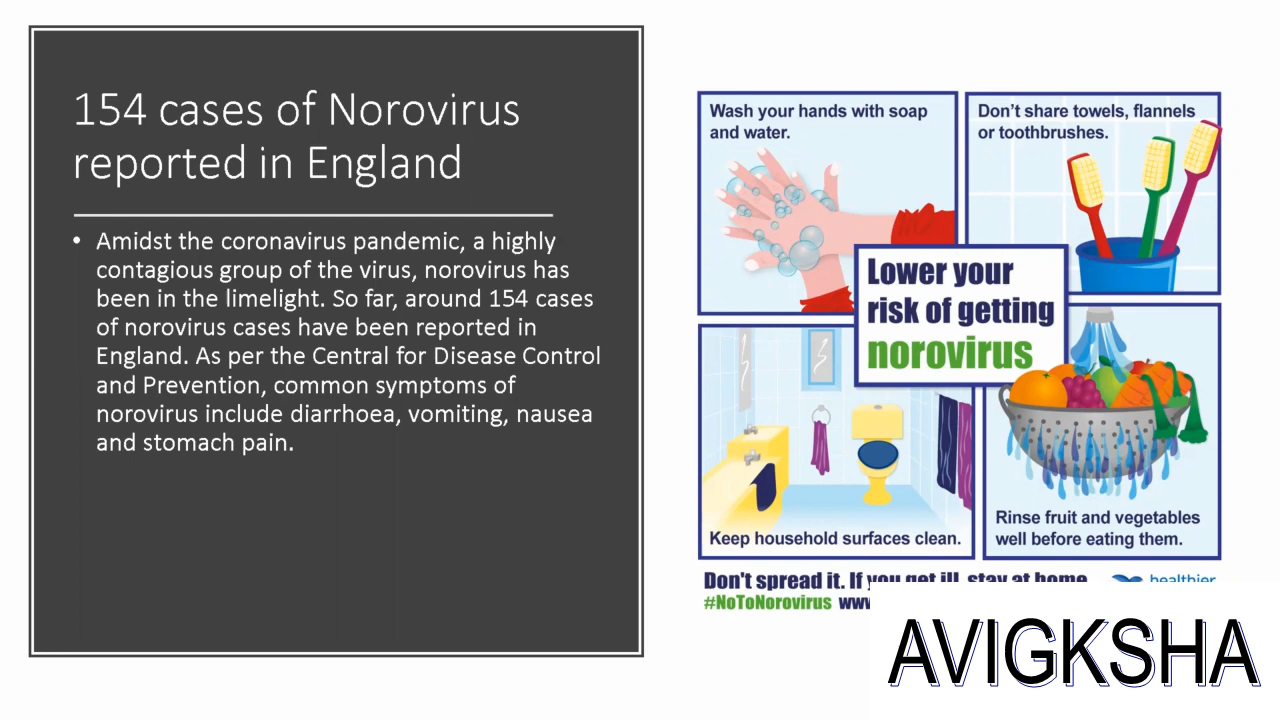 154 cases of Norovirus
reported in England
• Amidst the coronavirus pandemic, a highly
contagious group of the virus, norovirus has
been in the limelight. So far, around 154 cases
of norovirus cases have been reported in
England. As per the Central for Disease Control
and Prevention, common symptoms of
norovirus include diarrhoea, vomiting, nausea
and stomach pain.
Wash your hands with soap
and water.
Don't share towels, flannels
or toothbrushes.
Lower your
risk of getting
norovirus
Keep household surfaces clean.
Rinse fruit and vegetables
well before eating them.
Don't spread it. If you get ill, stay at home
healthier
#NoToNorovirus www
AVIGKSHA